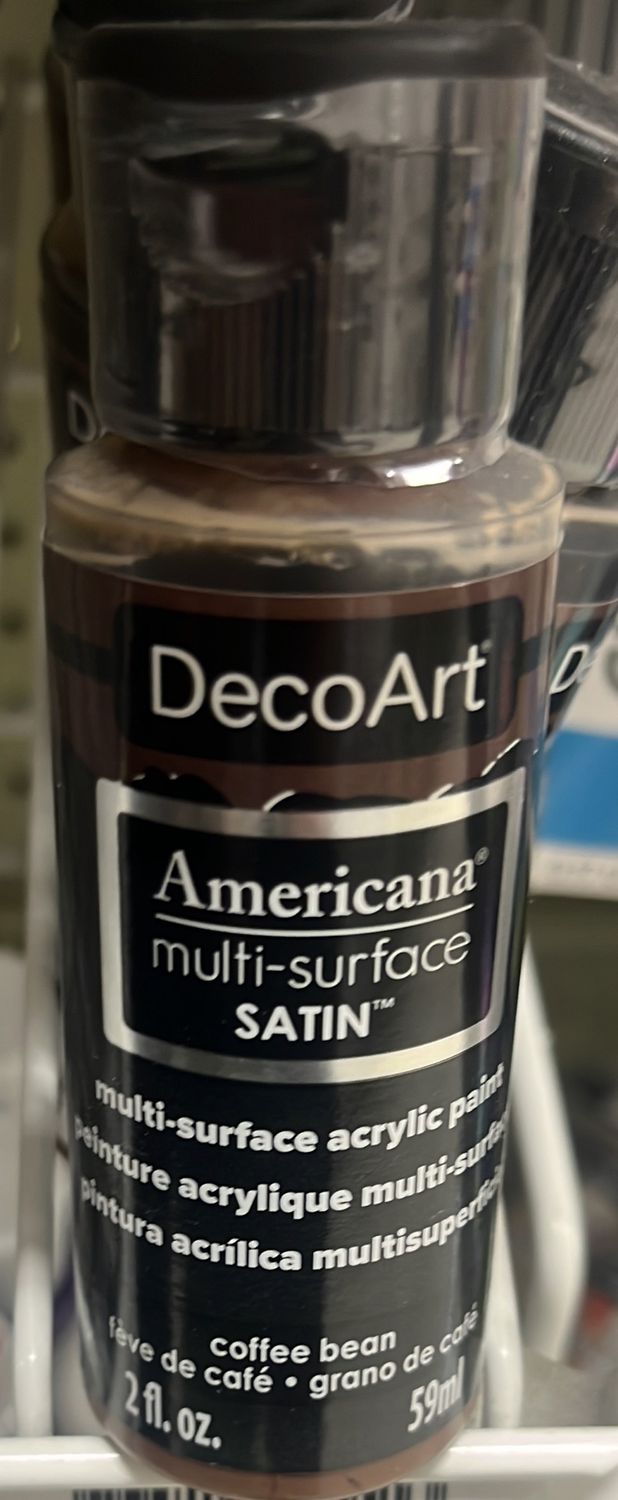 DecoArt
Americana®
multi-surface
SATIN™
multi-surface acrylic paint
peinture acrylique multi-surface
pintura acrílica multisuperficie
coffee bean
fève de café • grano de café
2 fl. oz.
59ml